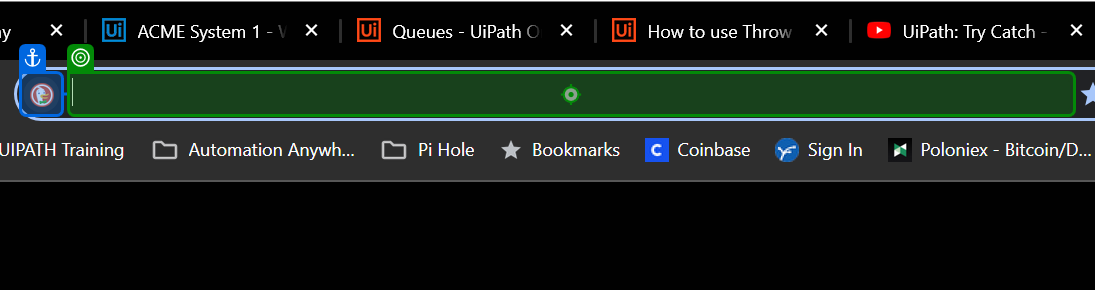 ny Ui ACME System 1 - W Ui Queues - UiPath O Ui How to use Throw UiPath: Try Catch -
UIPATH Training Automation Anywh... Pi Hole Bookmarks C Coinbase Sign In Poloniex - Bitcoin/D...